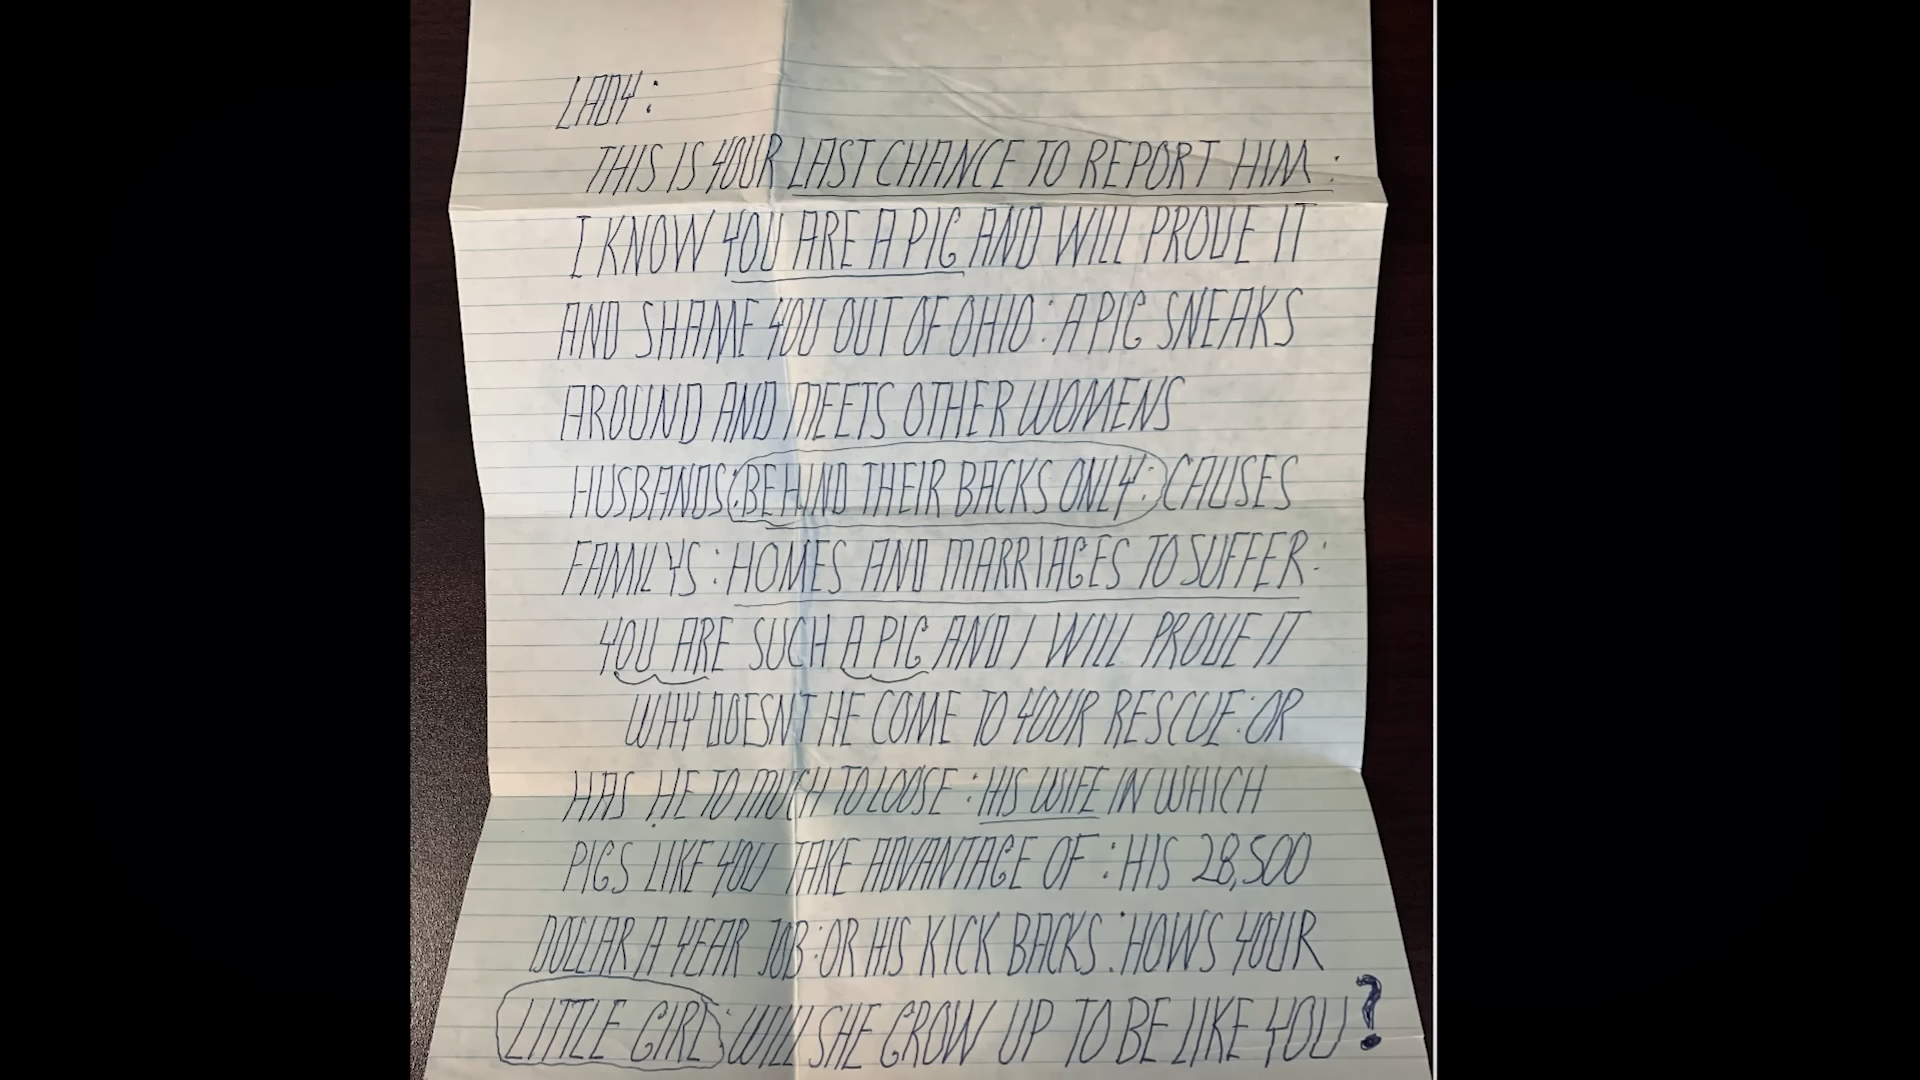 LADY:
THIS IS YOUR LAST CHANCE TO REPORT HIM:
I KNOW YOU ARE A PIG AND WILL PROVE IT
AND SHAME YOU OUT OF OHIO: A PIG SNEAKS
AROUND AND MEETS OTHER WOMENS
HUSBANDS: BEHIND THEIR BACKS ONLY: CAUSES
FAMILYS: HOMES AND MARRIAGES TO SUFFER:
YOU ARE SUCH A PIG AND I WILL PROVE IT
WHY DOESN'T HE COME TO YOUR RESCUE: OR
HAS HE TO MUCH TO LOOSE: HIS WIFE IN WHICH
PIGS LIKE YOU TAKE ADVANTAGE OF: HIS 28,500
DOLLAR A YEAR JOB: OR HIS KICK BACKS: HOWS YOUR
LITTLE GIRL: WILL SHE GROW UP TO BE LIKE YOU?